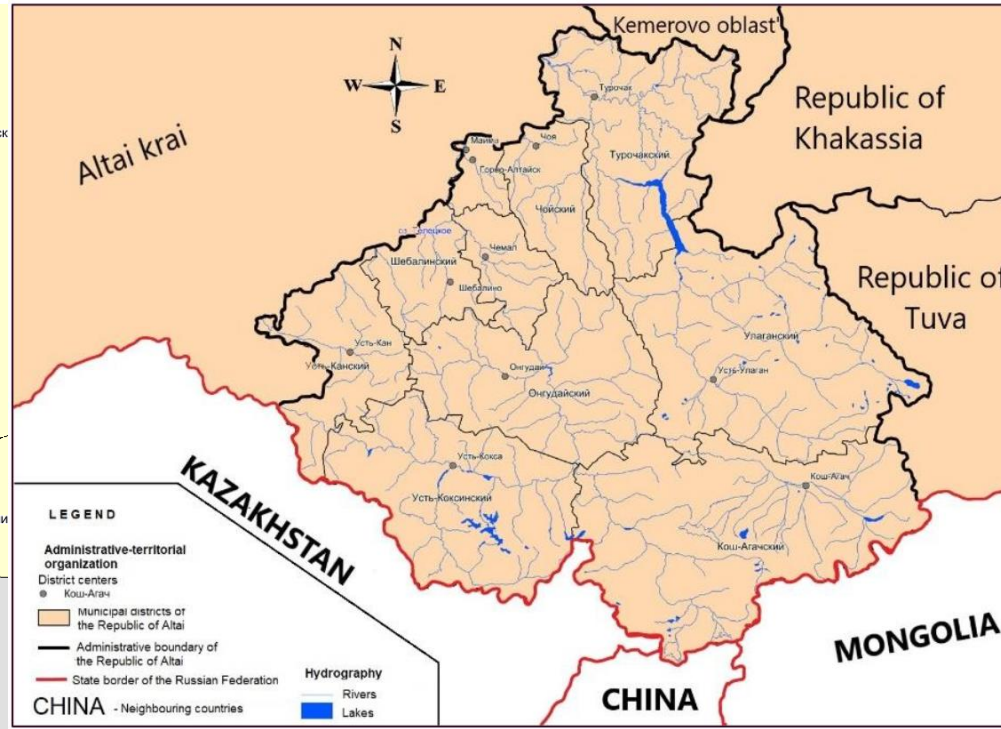 Kemerovo oblast'
N
W E
S
Altai krai
Republic of
Khakassia
Republic of
Tuva
Турочак
Турочакский
Майма
Чоя
Горно-Алтайск
Чойский
оз. Телецкое
Шебалинский
Чемал
Шебалино
Усть-Кан
Усть-Канский
Онгудай
Онгудайский
Улаганский
Усть-Улаган
Усть-Кокса
Усть-Коксинский
Кош-Агач
Кош-Агачский
KAZAKHSTAN
CHINA
MONGOLIA
LEGEND
Administrative-territorial
organization
District centers
Кош-Агач
Municipal districts of
the Republic of Altai
Administrative boundary of
the Republic of Altai
State border of the Russian Federation
CHINA - Neighbouring countries
Hydrography
Rivers
Lakes